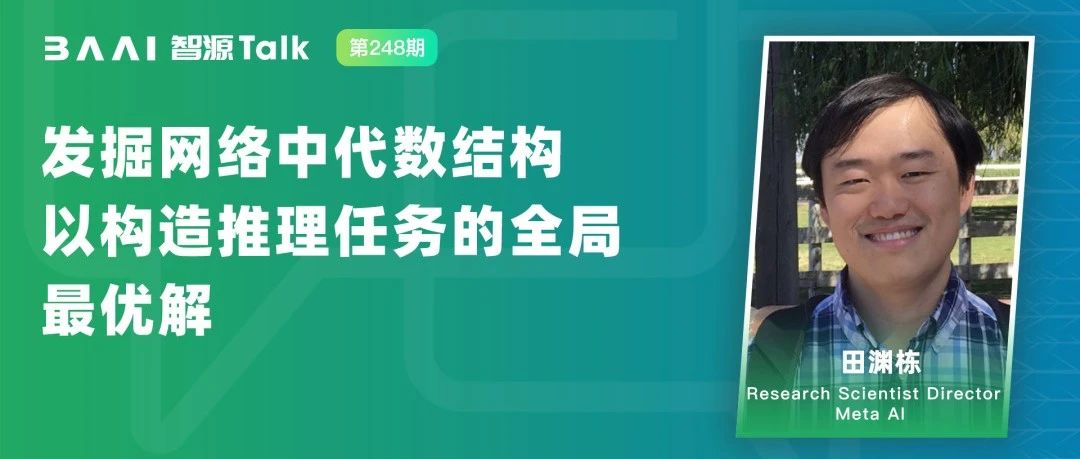 BAAI 智源Talk 第248期
发掘网络中代数结构
以构造推理任务的全局
最优解
田渊栋
Research Scientist Director
Meta AI